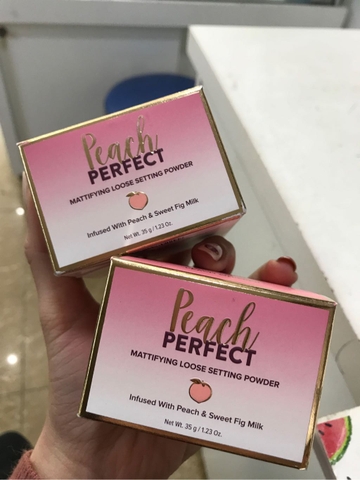 Peach
PERFECT
MATTIFYING LOOSE SETTING POWDER
Infused With Peach & Sweet Fig Milk
Net Wt. 35 g / 1.23 Oz.
Peach
PERFECT
MATTIFYING LOOSE SETTING POWDER
Infused With Peach & Sweet Fig Milk
Net Wt. 35 g / 1.23 Oz.